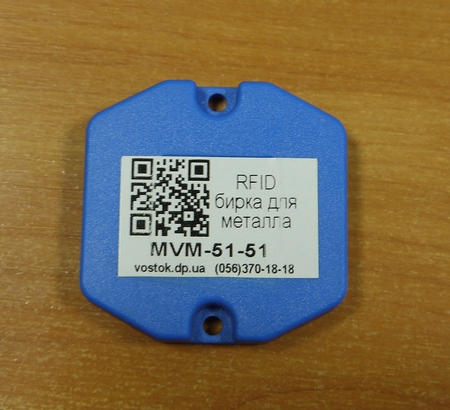 RFID
бирка для
металла
MVM-51-51
vostok.dp.ua (056)370-18-18